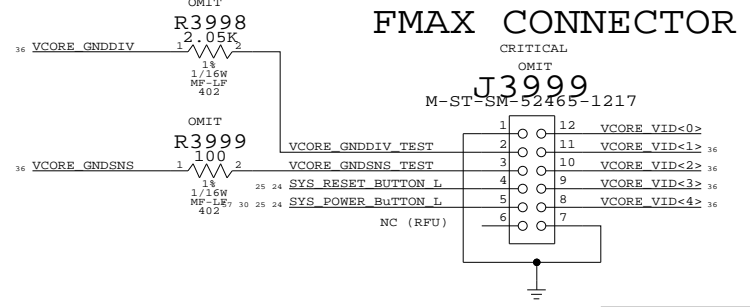 OMIT
R3998
2.05K
36 VCORE_GNDDIV 1 2
1%
1/16W
MF-LF
402
FMAX CONNECTOR
CRITICAL
OMIT
J3999
M-ST-SM-52465-1217
OMIT
R3999
100
36 VCORE_GNDSNS 1 2
1%
1/16W
MF-LF
402
1 12 VCORE_VID<0>
VCORE_GNDDIV_TEST 2 11 VCORE_VID<1> 36
VCORE_GNDSNS_TEST 3 10 VCORE_VID<2> 36
25 24 SYS_RESET_BUTTON_L 4 9 VCORE_VID<3> 36
30 25 24 SYS_POWER_BuTTON_L 5 8 VCORE_VID<4> 36
NC (RFU) 6 7